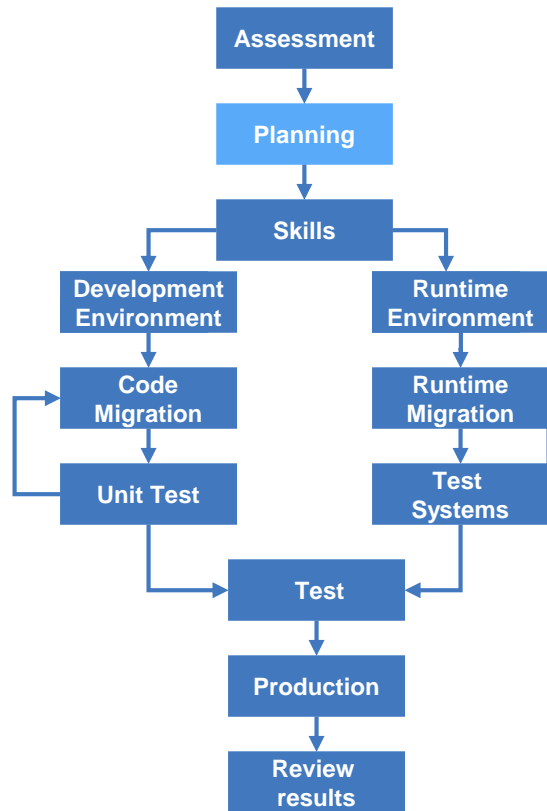 Assessment
Planning
Skills
Development
Environment
Runtime
Environment
Code
Migration
Runtime
Migration
Unit Test
Test
Systems
Test
Production
Review
results